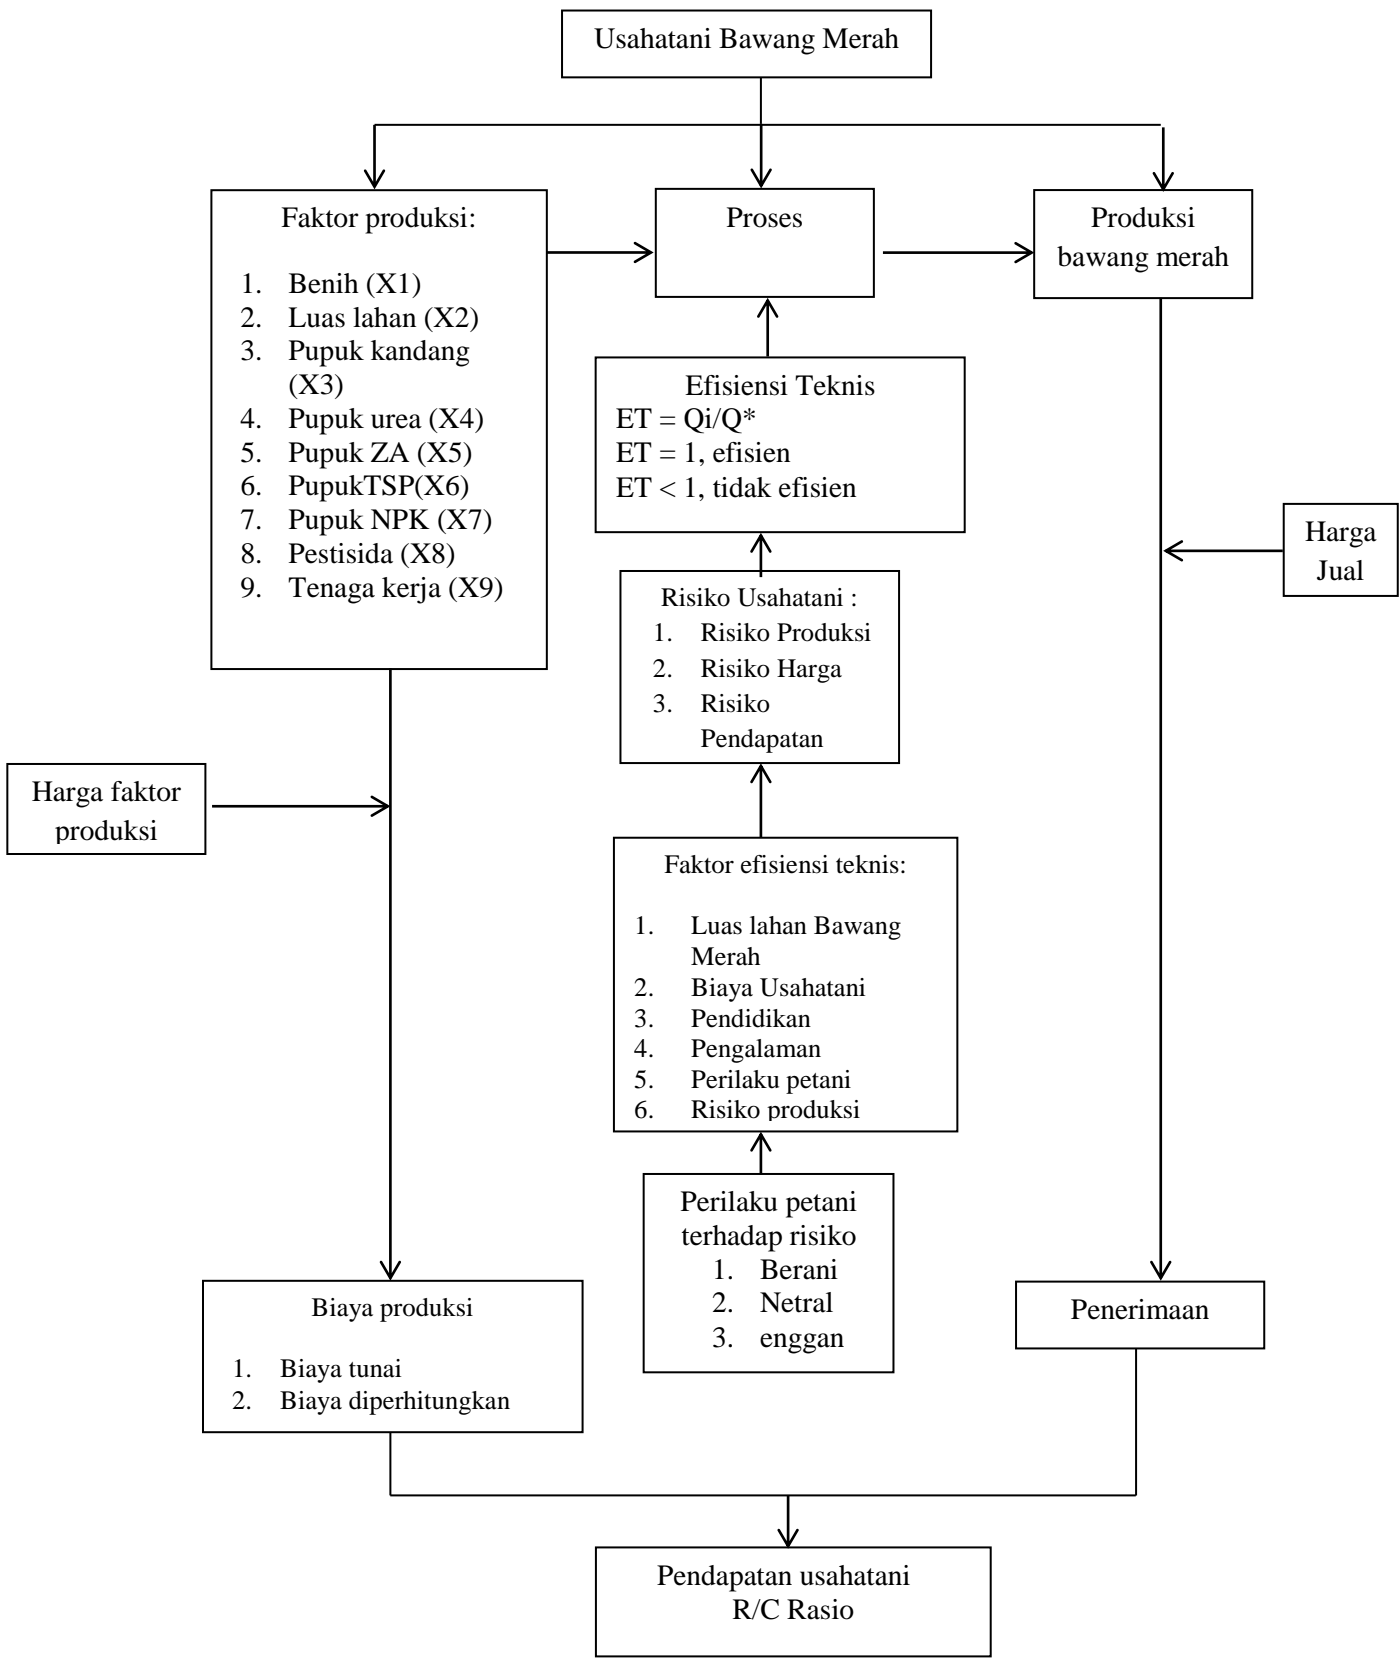 Usahatani Bawang Merah
Faktor produksi:
1. Benih (X1)
2. Luas lahan (X2)
3. Pupuk kandang
(X3)
4. Pupuk urea (X4)
5. Pupuk ZA (X5)
6. PupukTSP(X6)
7. Pupuk NPK (X7)
8. Pestisida (X8)
9. Tenaga kerja (X9)
Proses
Produksi
bawang merah
Efisiensi Teknis
ET = Qi/Q*
ET = 1, efisien
ET < 1, tidak efisien
Harga
Jual
Risiko Usahatani :
1. Risiko Produksi
2. Risiko Harga
3. Risiko
Pendapatan
Harga faktor
produksi
Faktor efisiensi teknis:
1. Luas lahan Bawang
Merah
2. Biaya Usahatani
3. Pendidikan
4. Pengalaman
5. Perilaku petani
6. Risiko produksi
Perilaku petani
terhadap risiko
1. Berani
2. Netral
3. enggan
Biaya produksi
1. Biaya tunai
2. Biaya diperhitungkan
Penerimaan
Pendapatan usahatani
R/C Rasio